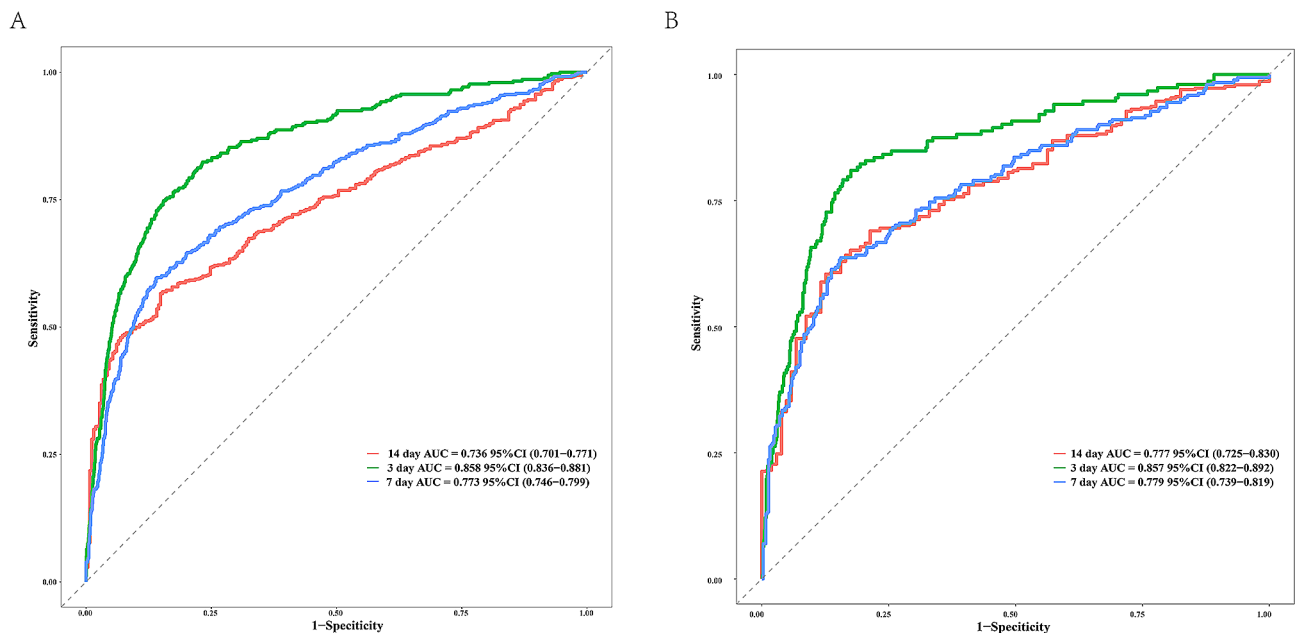 A
1.00
0.75
0.50
0.25
0.00
Sensitivity
14 day AUC = 0.736 95%CI (0.701−0.771)
3 day AUC = 0.858 95%CI (0.836−0.881)
7 day AUC = 0.773 95%CI (0.746−0.799)
0.00 0.25 0.50 0.75 1.00
1−Speciticity
B
1.00
0.75
0.50
0.25
0.00
Sensitivity
14 day AUC = 0.777 95%CI (0.725−0.830)
3 day AUC = 0.857 95%CI (0.822−0.892)
7 day AUC = 0.779 95%CI (0.739−0.819)
0.00 0.25 0.50 0.75 1.00
1−Speciticity